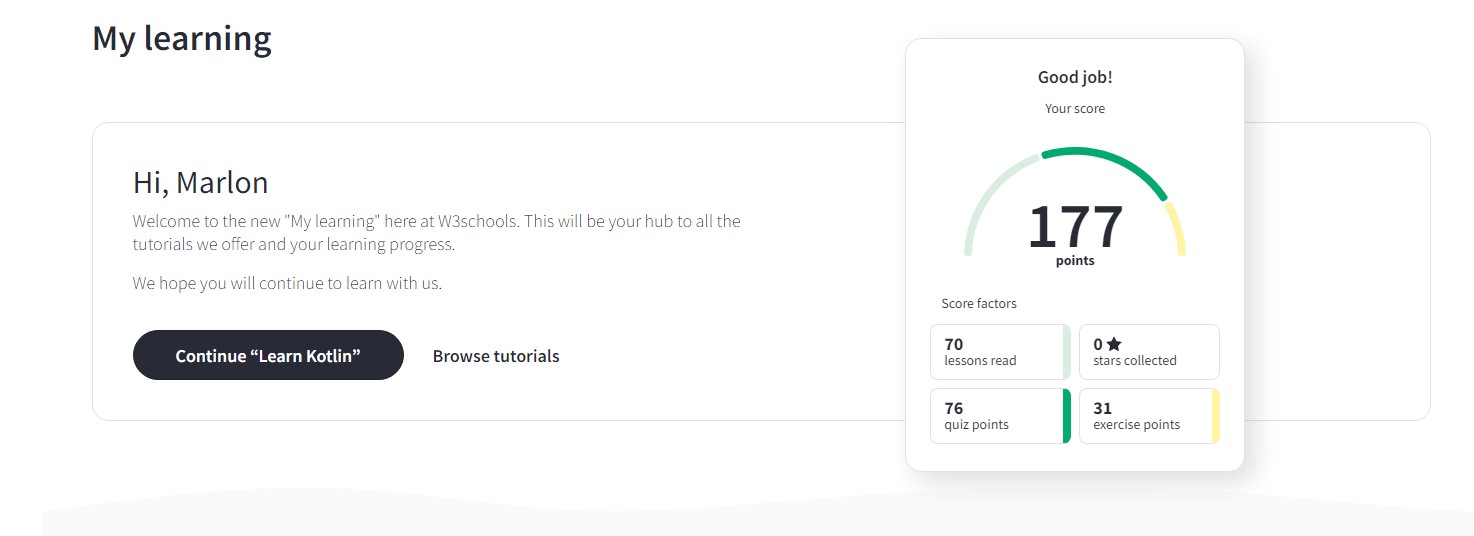 My learning
Hi, Marlon
Welcome to the new "My learning" here at W3schools. This will be your hub to all the
tutorials we offer and your learning progress.
We hope you will continue to learn with us.
Continue “Learn Kotlin”
Browse tutorials
Good job!
Your score
177
points
Score factors
70
lessons read
0 ★
stars collected
76
quiz points
31
exercise points